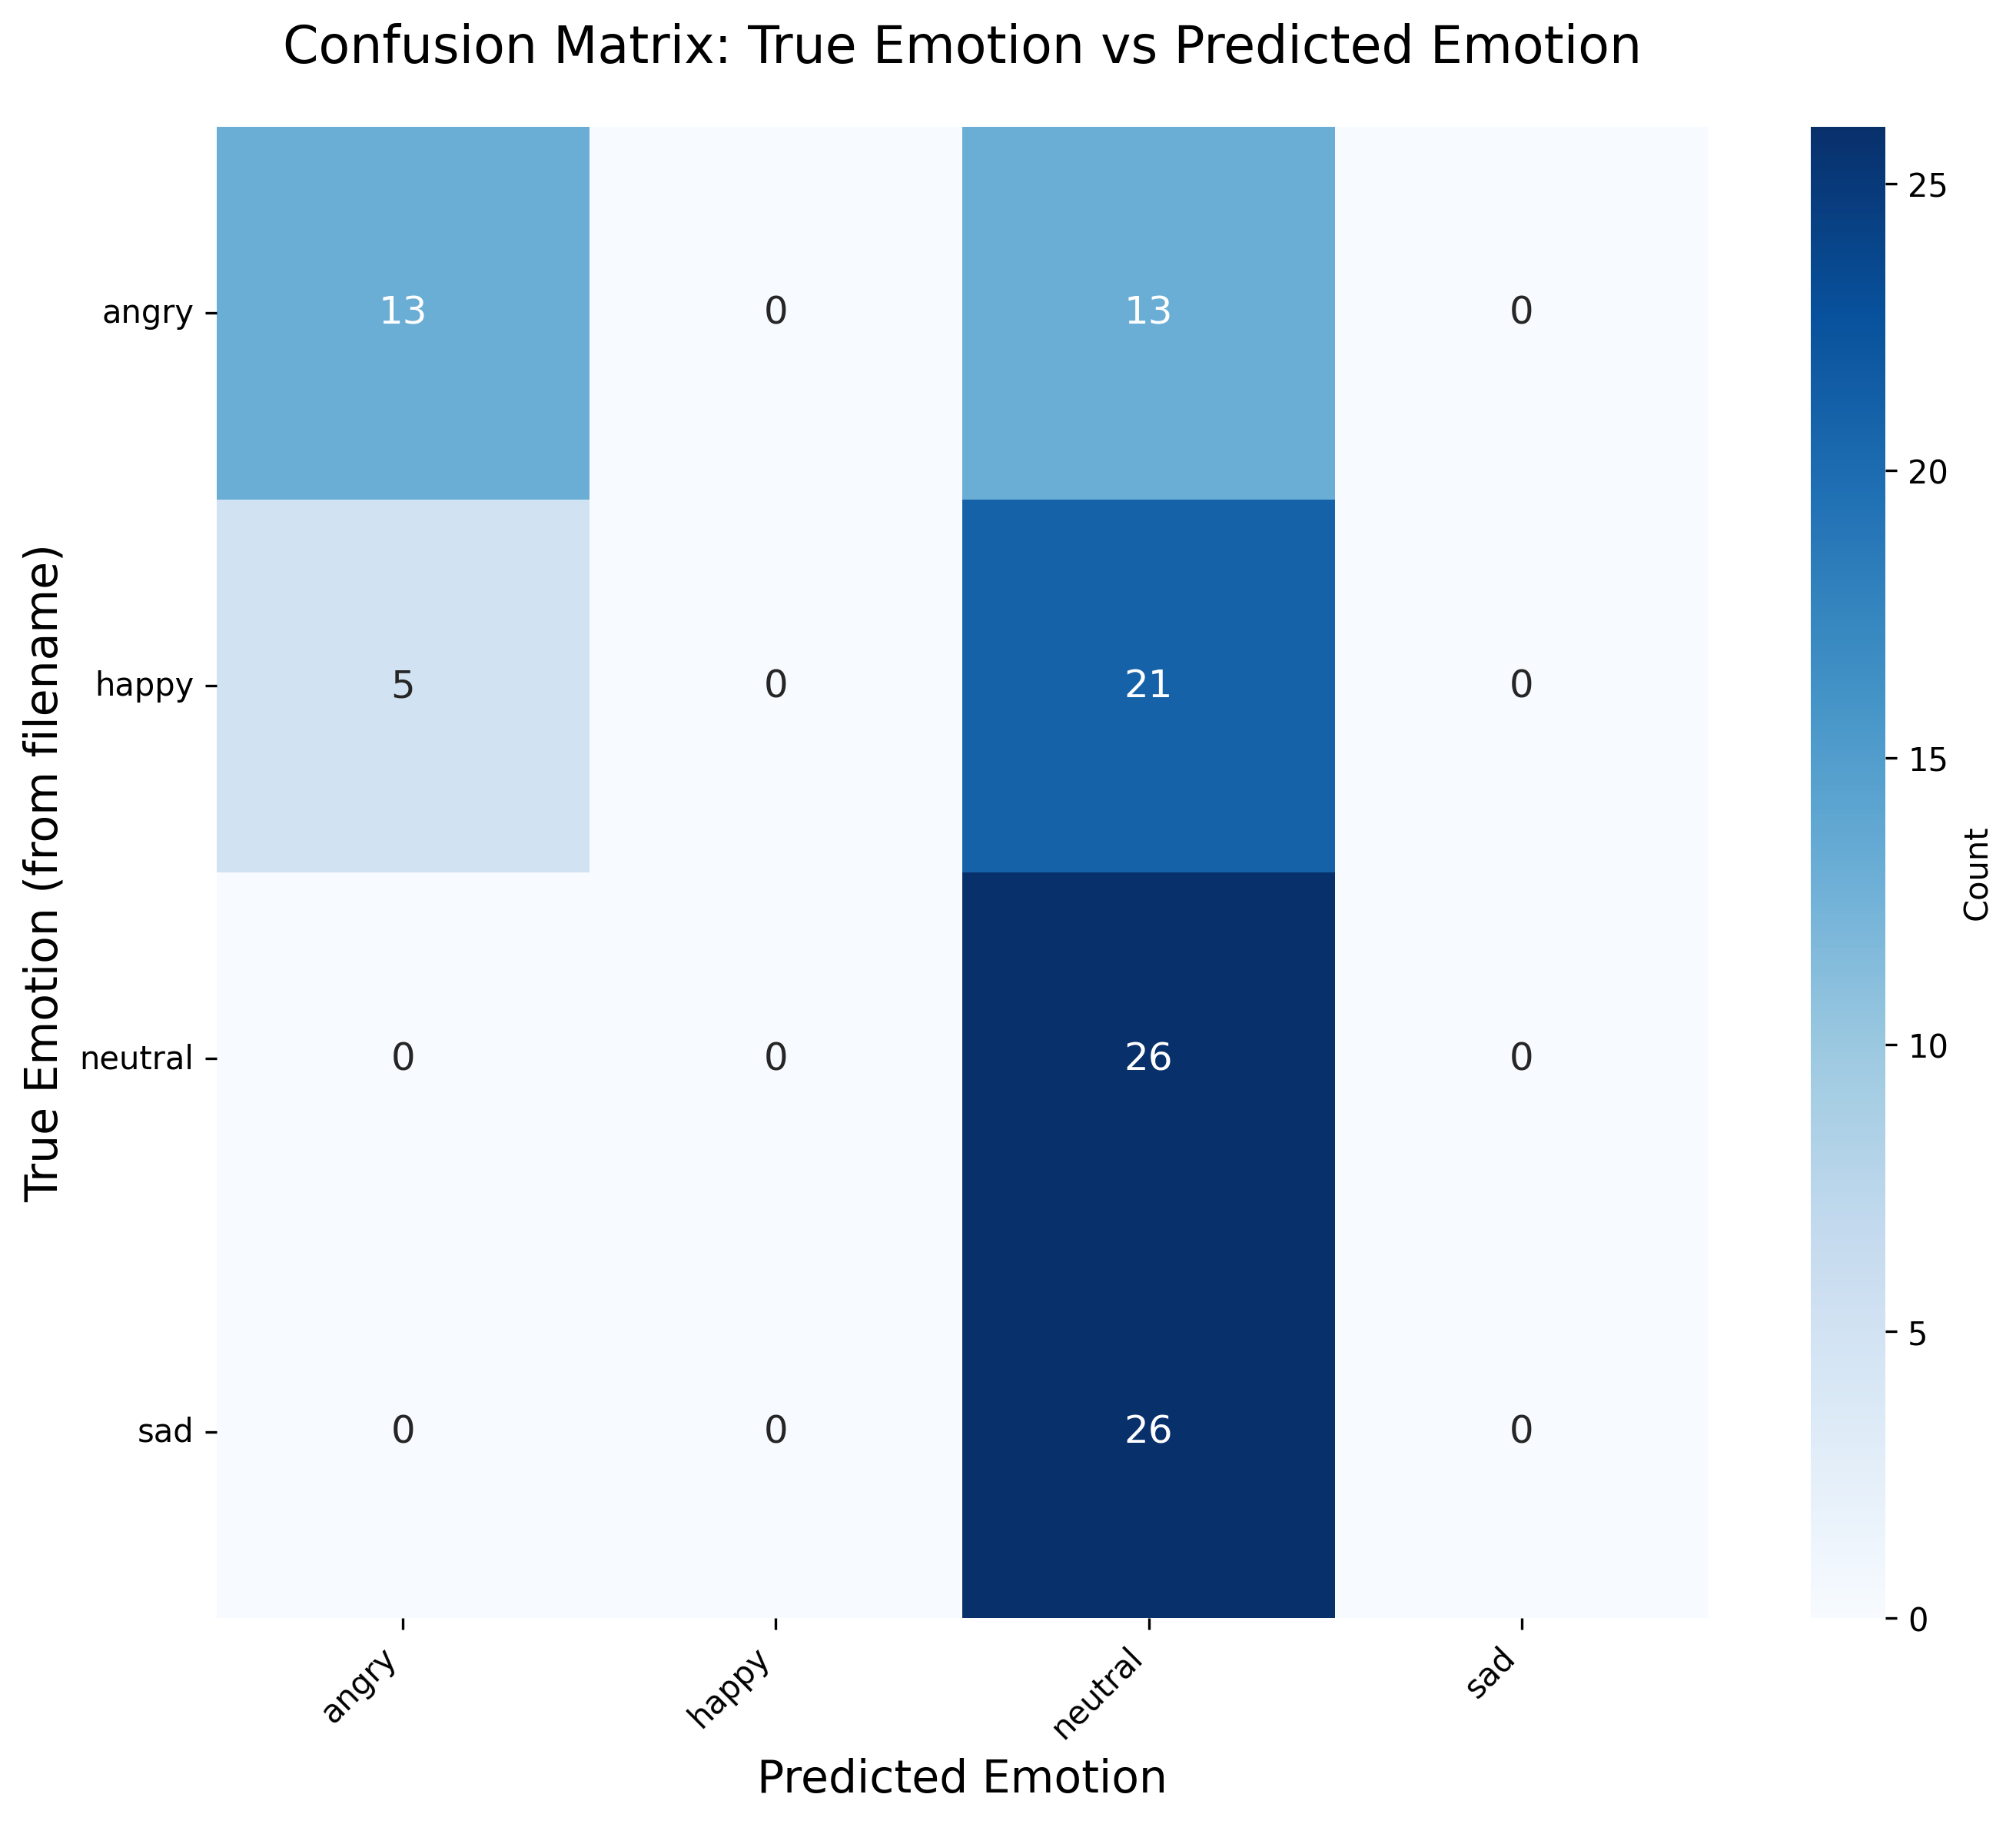 Confusion Matrix: True Emotion vs Predicted Emotion
True Emotion (from filename)
angry
13
0
13
0
happy
5
0
21
0
neutral
0
0
26
0
sad
0
0
26
0
angry
happy
neutral
sad
Predicted Emotion
25
20
15
10
5
0
Count